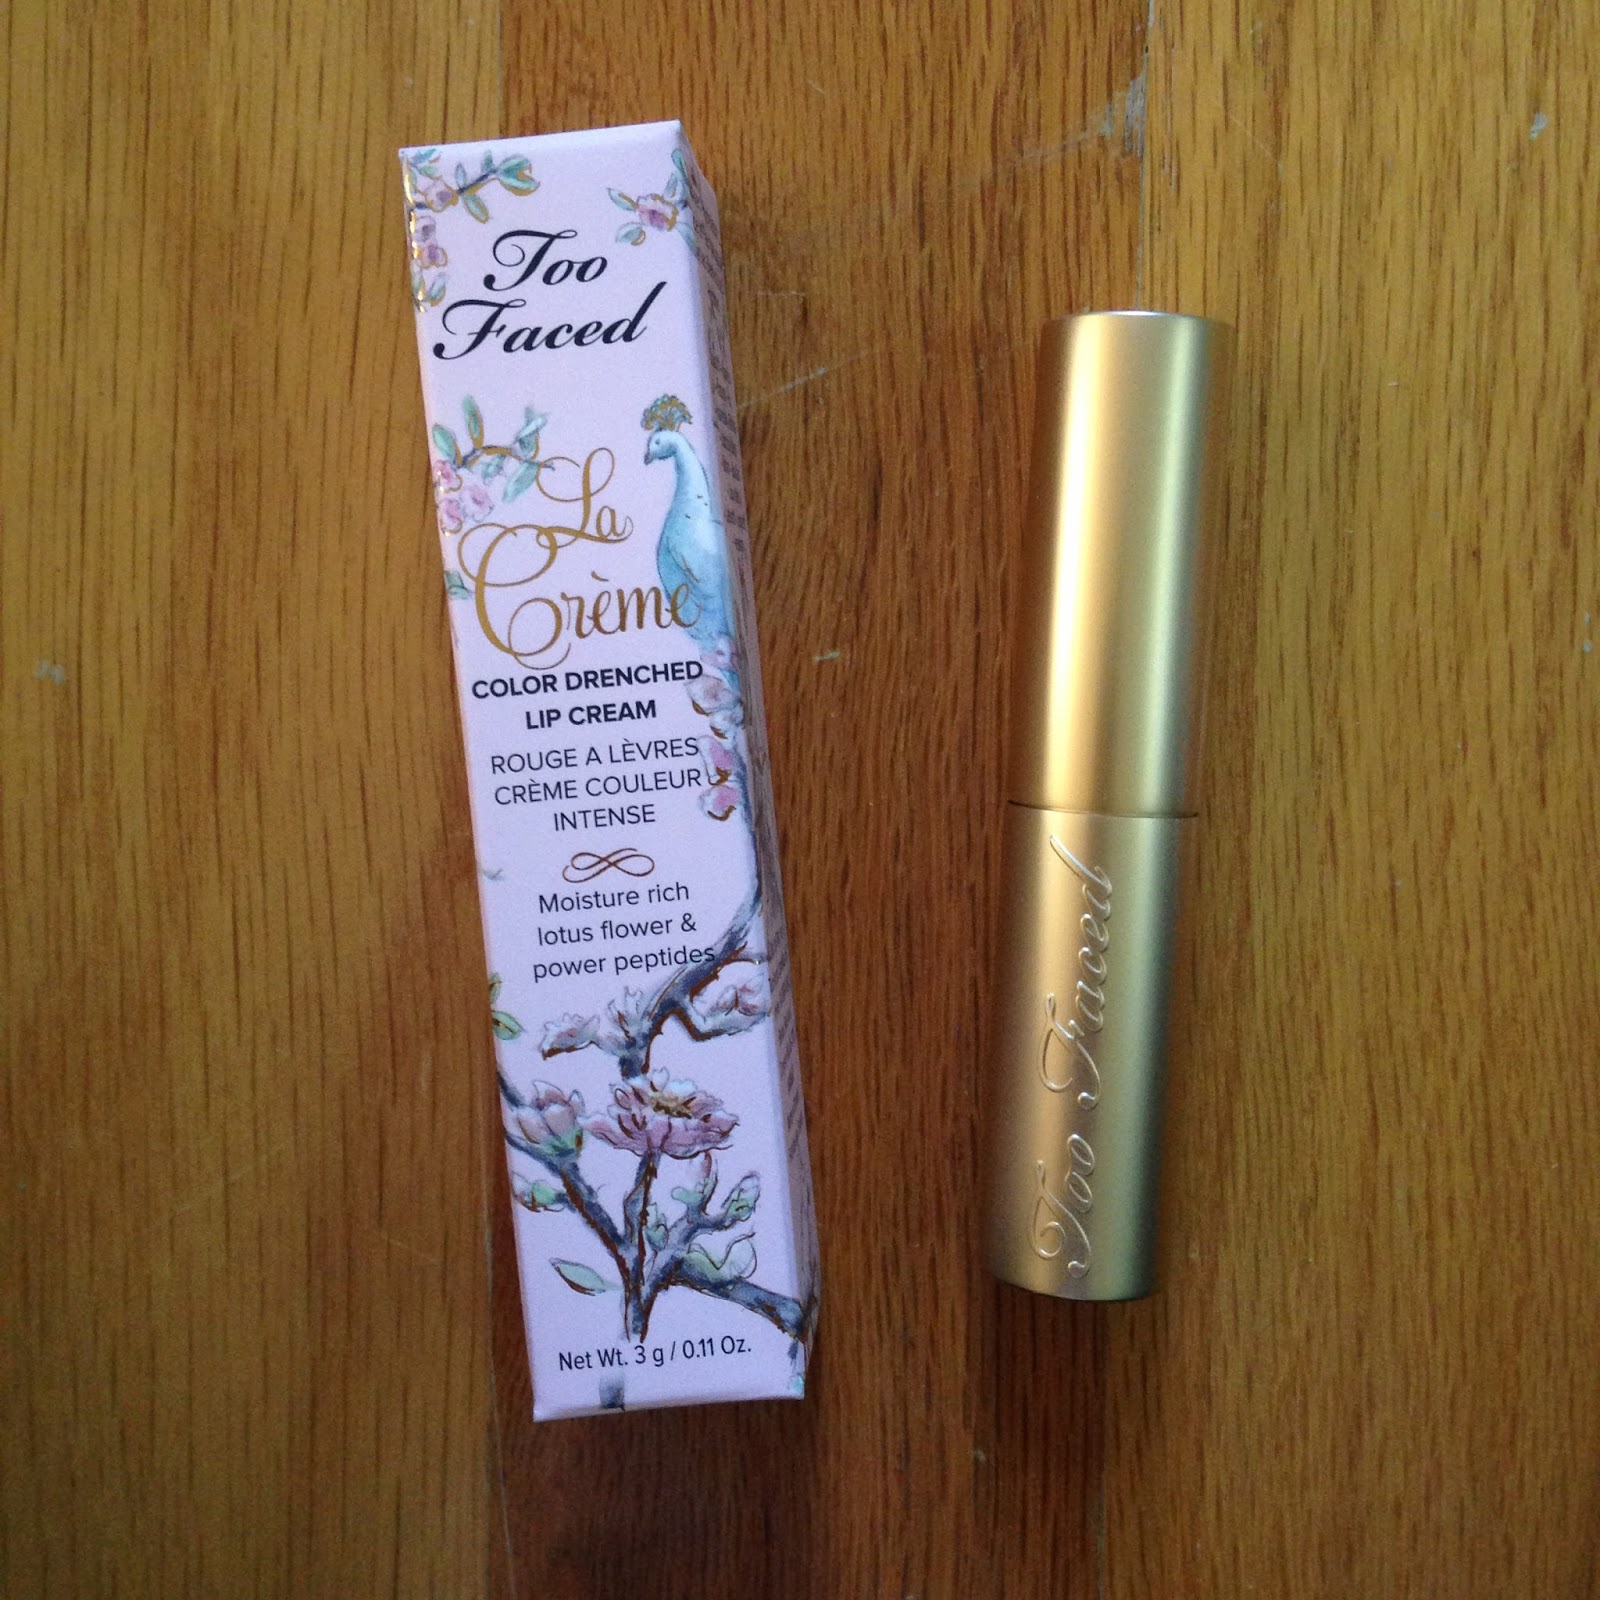 Too
Faced
La
Crème
COLOR DRENCHED
LIP CREAM
ROUGE A LÈVRES
CRÈME COULEUR
INTENSE
Moisture rich
lotus flower &
power peptides
Net Wt. 3 g / 0.11 Oz.
Too Faced